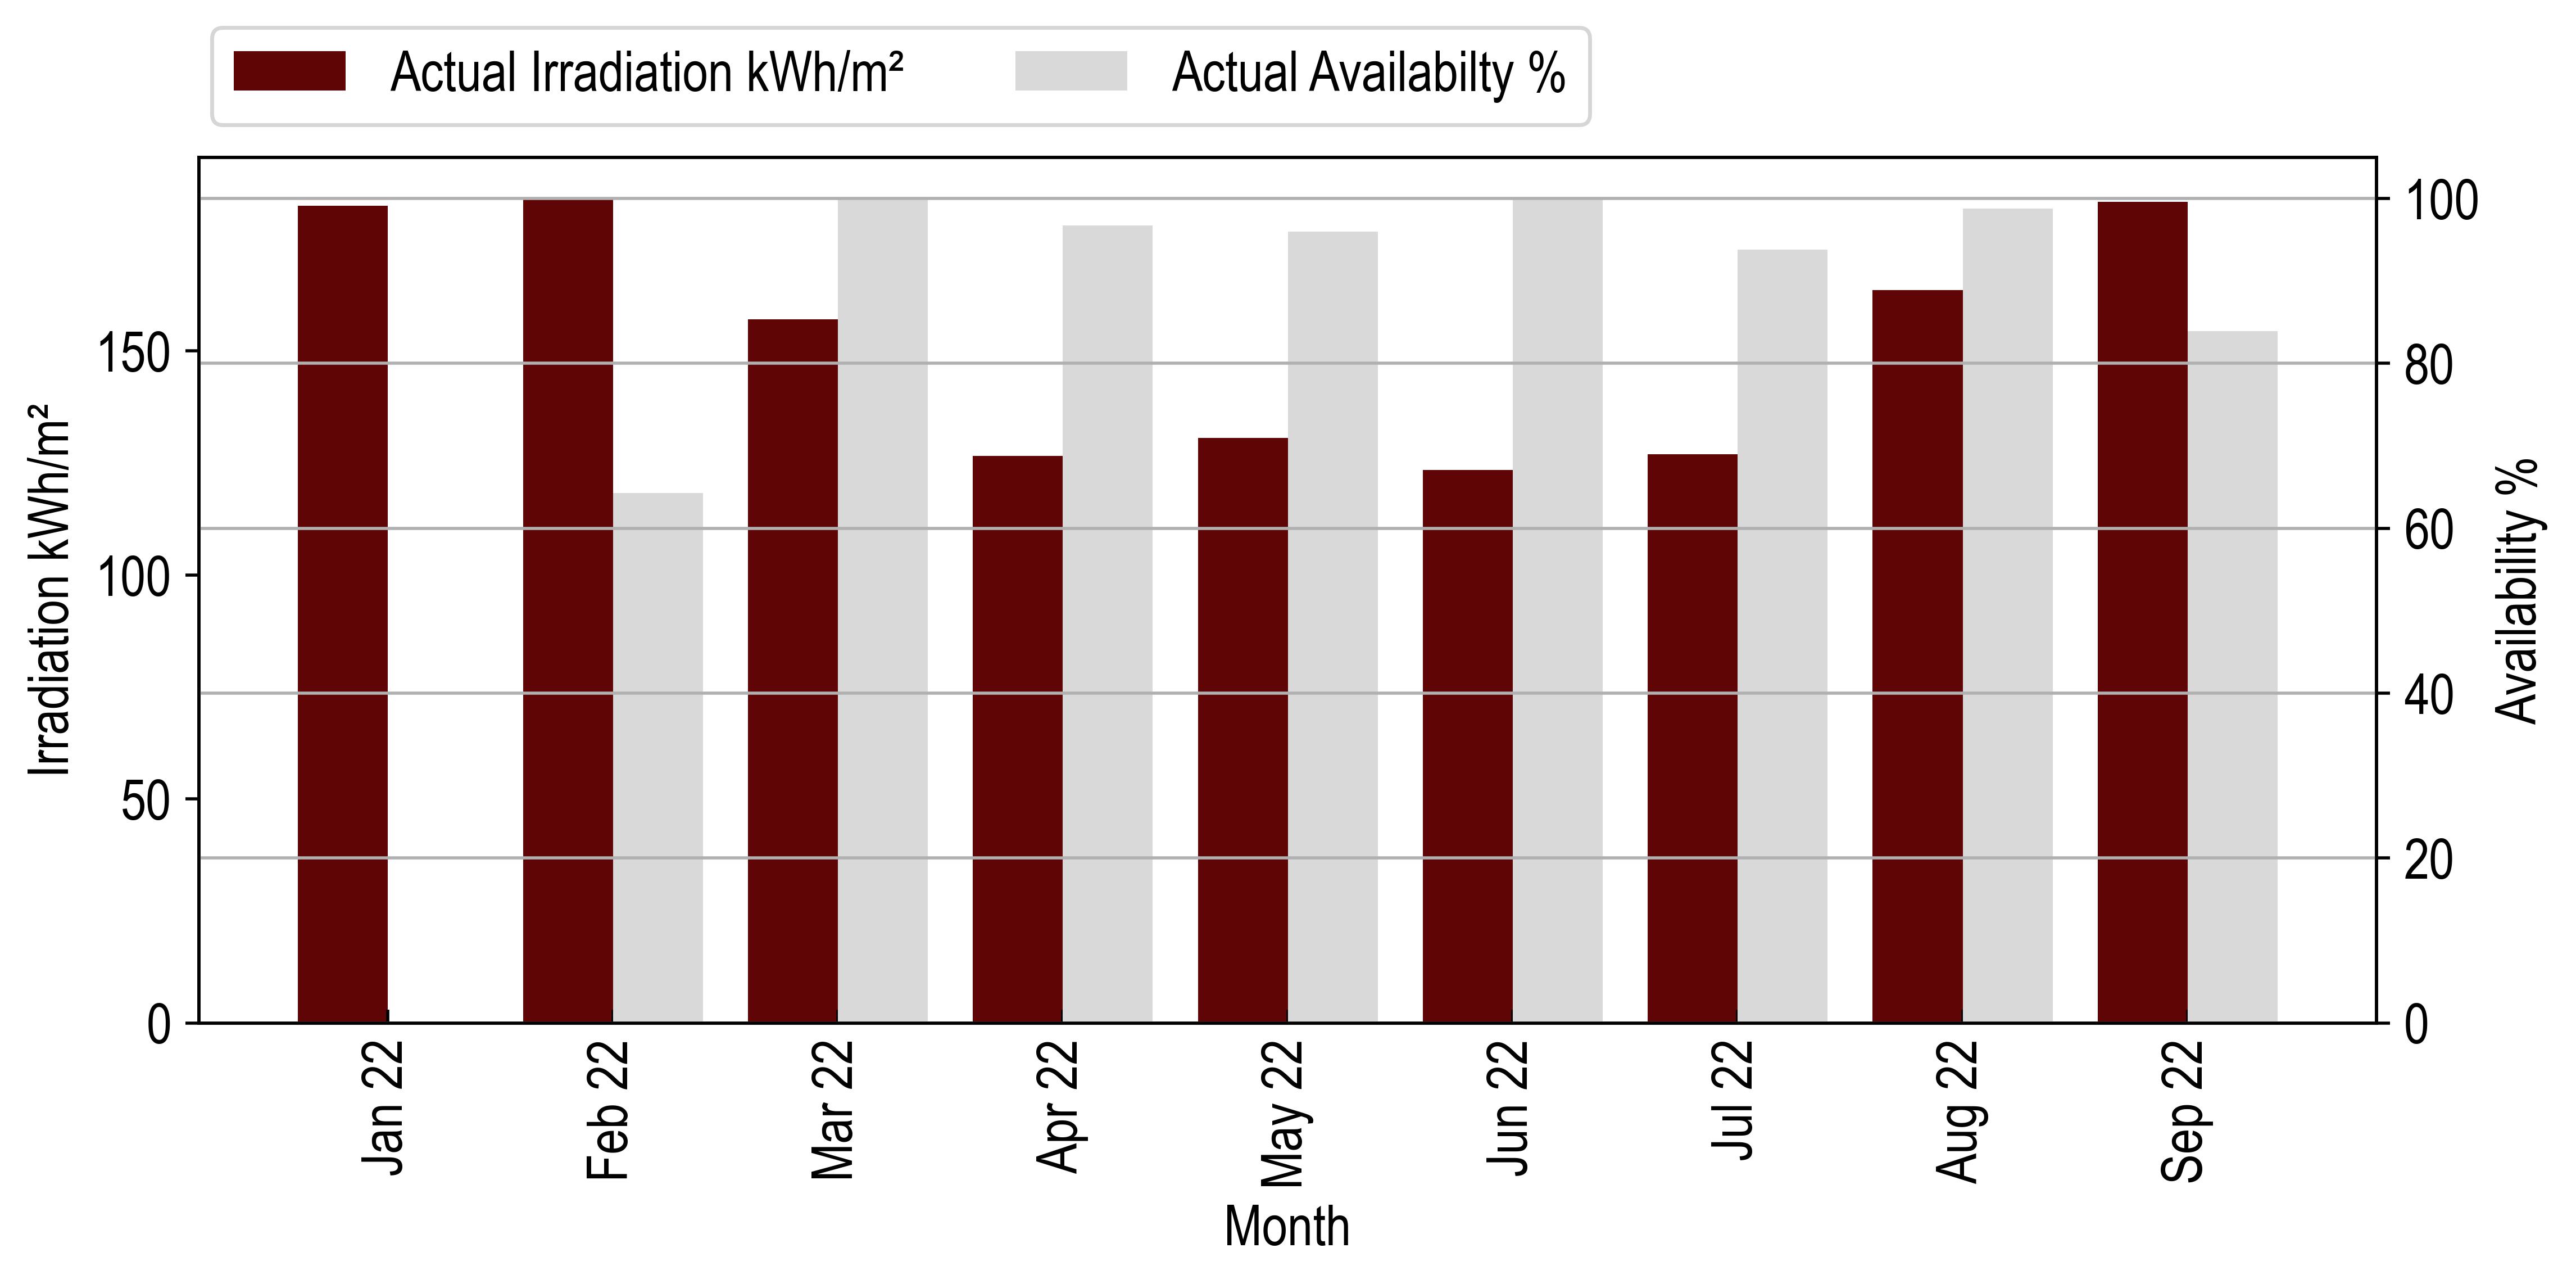 Actual Irradiation kWh/m²
Actual Availabilty %
Irradiation kWh/m²
150
100
50
0
100
80
60
40
20
0
Availability %
Jan 22
Feb 22
Mar 22
Apr 22
May 22
Jun 22
Jul 22
Aug 22
Sep 22
Month